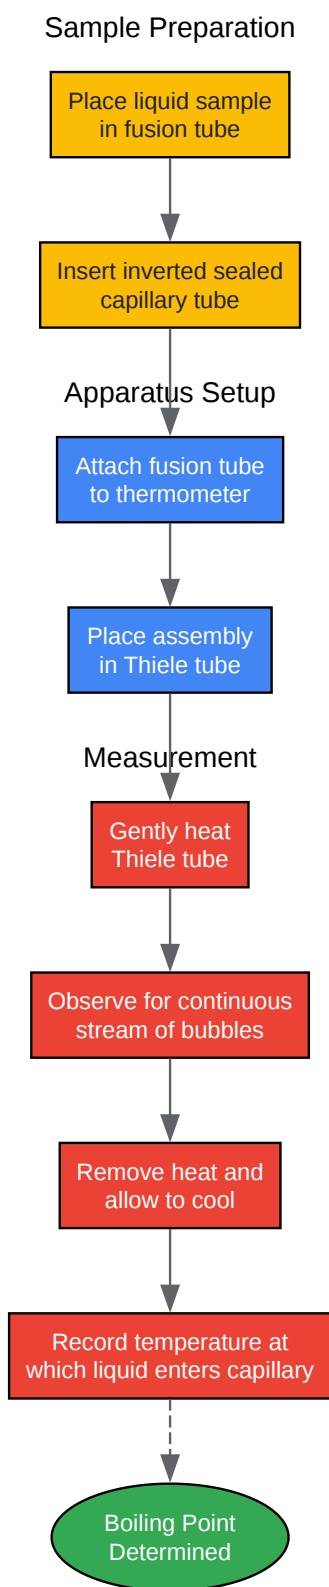 Sample Preparation
Place liquid sample
in fusion tube
Insert inverted sealed
capillary tube
Apparatus Setup
Attach fusion tube
to thermometer
Place assembly
in Thiele tube
Measurement
Gently heat
Thiele tube
Observe for continuous
stream of bubbles
Remove heat and
allow to cool
Record temperature at
which liquid enters capillary
Boiling Point
Determined